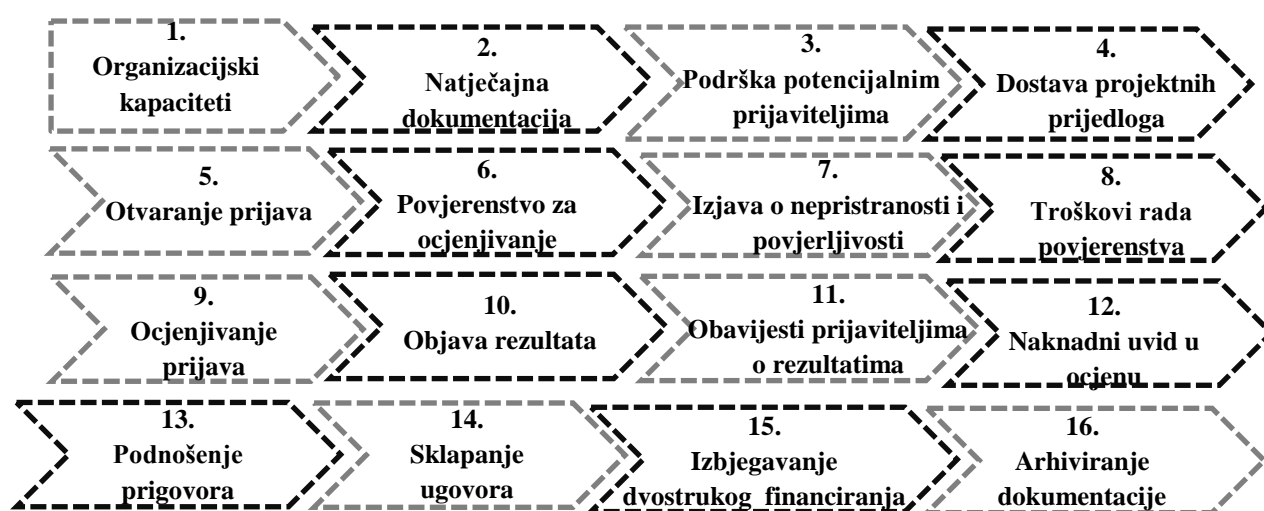 1.
Organizacijski
kapaciteti
2.
Natječajna
dokumentacija
3.
Podrška potencijalnim
prijaviteljima
4.
Dostava projektnih
prijedloga
5.
Otvaranje prijava
6.
Povjerenstvo za
ocjenjivanje
7.
Izjava o nepristranosti i
povjerljivosti
8.
Troškovi rada
povjerenstva
9.
Ocjenjivanje
prijava
10.
Objava rezultata
11.
Obavijesti prijaviteljima
o rezultatima
12.
Naknadni uvid u
ocjenu
13.
Podnošenje
prigovora
14.
Sklapanje
ugovora
15.
Izbjegavanje
dvostrukog financiranja
16.
Arhiviranje
dokumentacije